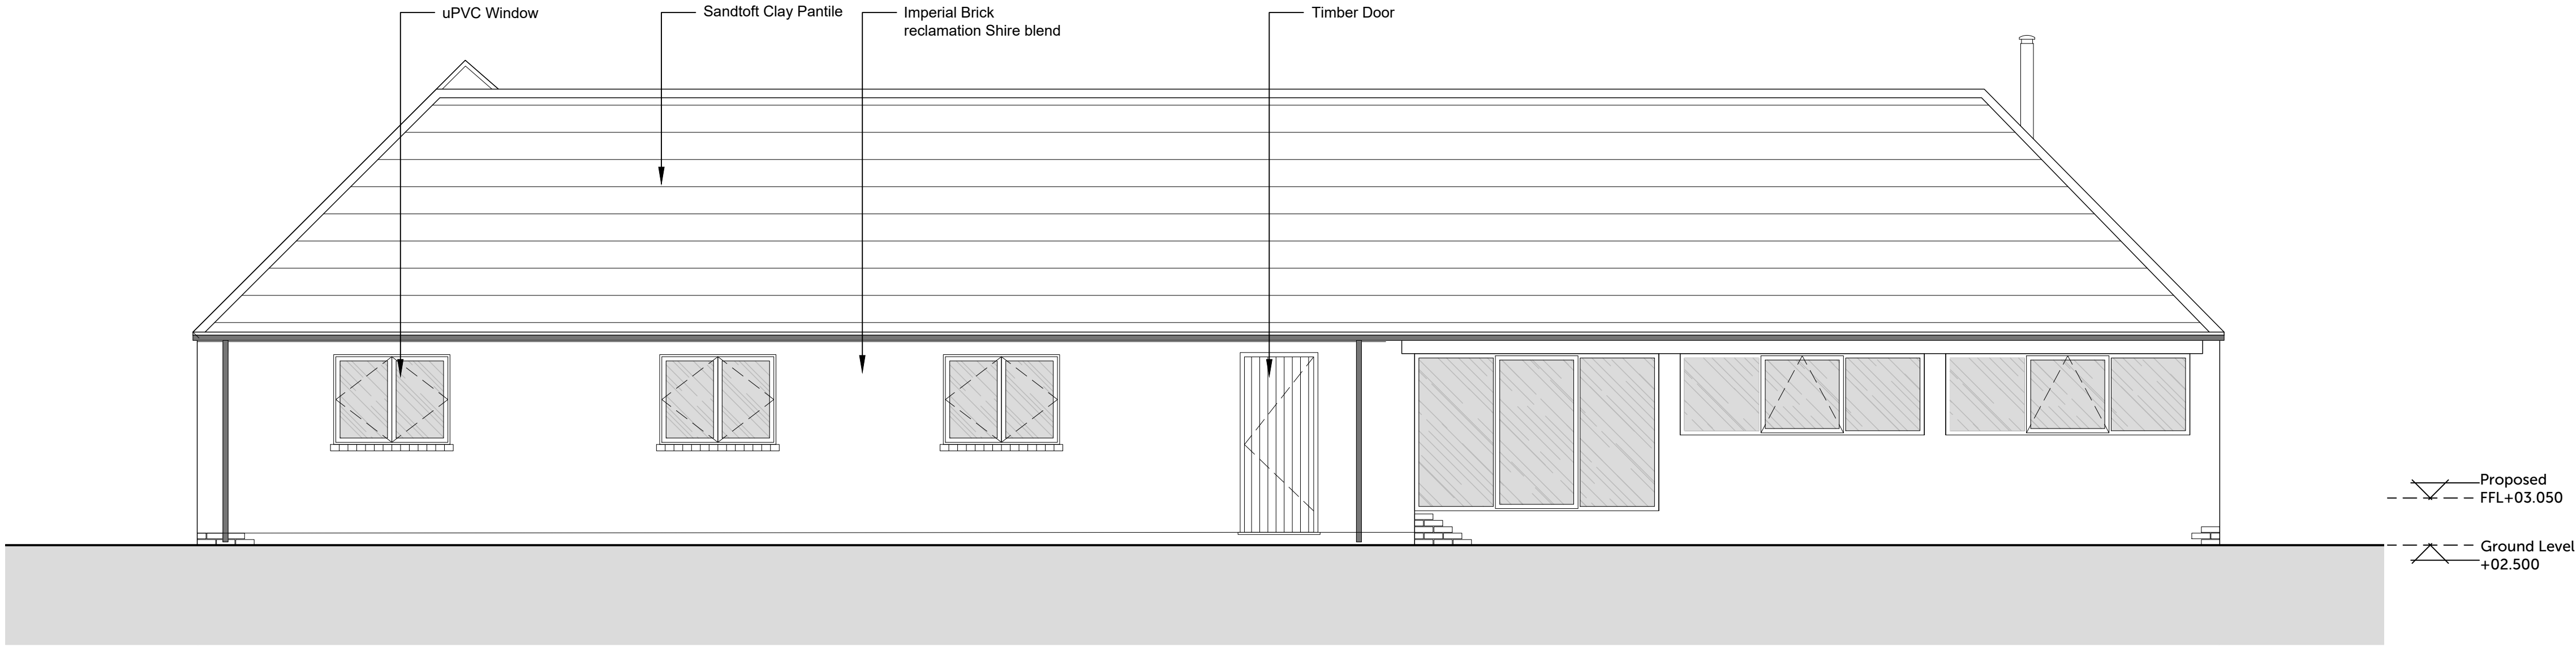 uPVC Window
Sandtoft Clay Pantile
Imperial Brick
reclamation Shire blend
Timber Door
Proposed
FFL+03.050
Ground Level
+02.500